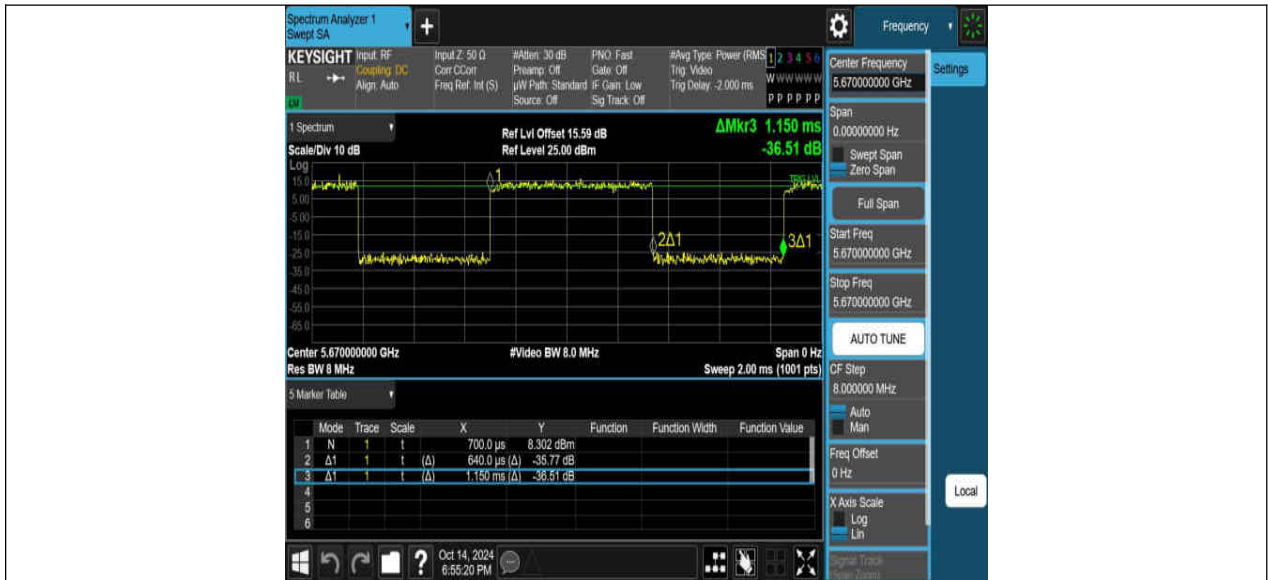 Spectrum Analyzer 1
Swept SA
+
Frequency
KEYSIGHT
RL
Input: RF
Coupling: DC
Align: Auto
Input Z: 50 Ω
Corr CCorr
Freq Ref: Int (S)
#Atten: 30 dB
Preamp: Off
µW Path: Standard
Source: Off
PNO: Fast
Gate: Off
IF Gain: Low
Sig Track: Off
#Avg Type: Power (RMS
Trig: Video
Trig Delay: -2.000 ms
1 2 3 4 5 6
W W W W W W
P P P P P P
1 Spectrum
Scale/Div 10 dB
Ref Lvl Offset 15.59 dB
Ref Level 25.00 dBm
ΔMkr3 1.150 ms
-36.51 dB
Log
15.0
5.00
-5.00
-15.0
-25.0
-35.0
-45.0
-55.0
-65.0
1
2Δ1
3Δ1
TRIG LVL
Center 5.670000000 GHz
#Video BW 8.0 MHz
Span 0 Hz
Res BW 8 MHz
Sweep 2.00 ms (1001 pts)
5 Marker Table
Mode Trace Scale X Y Function Function Width Function Value
1 N 1 t 700.0 µs 8.302 dBm
2 Δ1 1 t (Δ) 640.0 µs (Δ) -35.77 dB
3 Δ1 1 t (Δ) 1.150 ms (Δ) -36.51 dB
4
5
6
?
Oct 14, 2024
6:55:20 PM
Center Frequency
5.670000000 GHz
Settings
Span
0.00000000 Hz
Swept Span
Zero Span
Full Span
Start Freq
5.670000000 GHz
Stop Freq
5.670000000 GHz
AUTO TUNE
CF Step
8.000000 MHz
Auto
Man
Freq Offset
0 Hz
X Axis Scale
Log
Lin
Signal Track
(Span Zoom)
Local